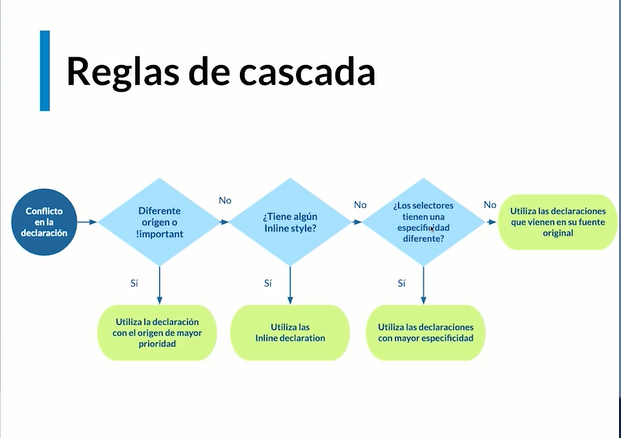 Reglas de cascada
Conflicto
en la
declaración
Diferente
origen o
!important
No
¿Tiene algún
Inline style?
No
¿Los selectores
tienen una
especificidad
diferente?
No
Utiliza las declaraciones
que vienen en su fuente
original
Sí
Sí
Sí
Utiliza la declaración
con el origen de mayor
prioridad
Utiliza las
Inline declaration
Utiliza las declaraciones
con mayor especificidad